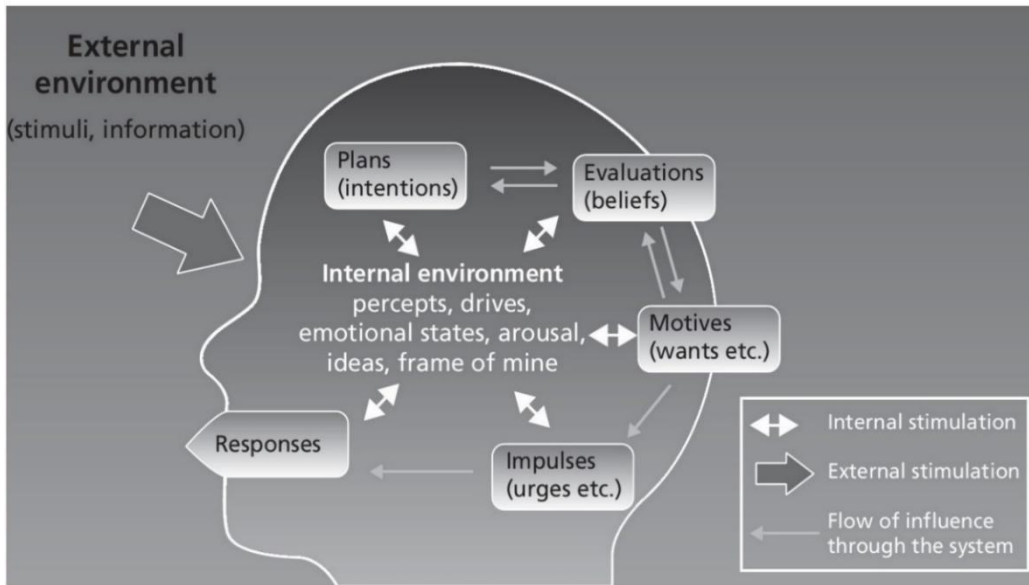 External
environment
(stimuli, information)
Plans
(intentions)
Evaluations
(beliefs)
Internal environment
percepts, drives,
emotional states, arousal,
ideas, frame of mine
Motives
(wants etc.)
Responses
Impulses
(urges etc.)
Internal stimulation
External stimulation
Flow of influence
through the system